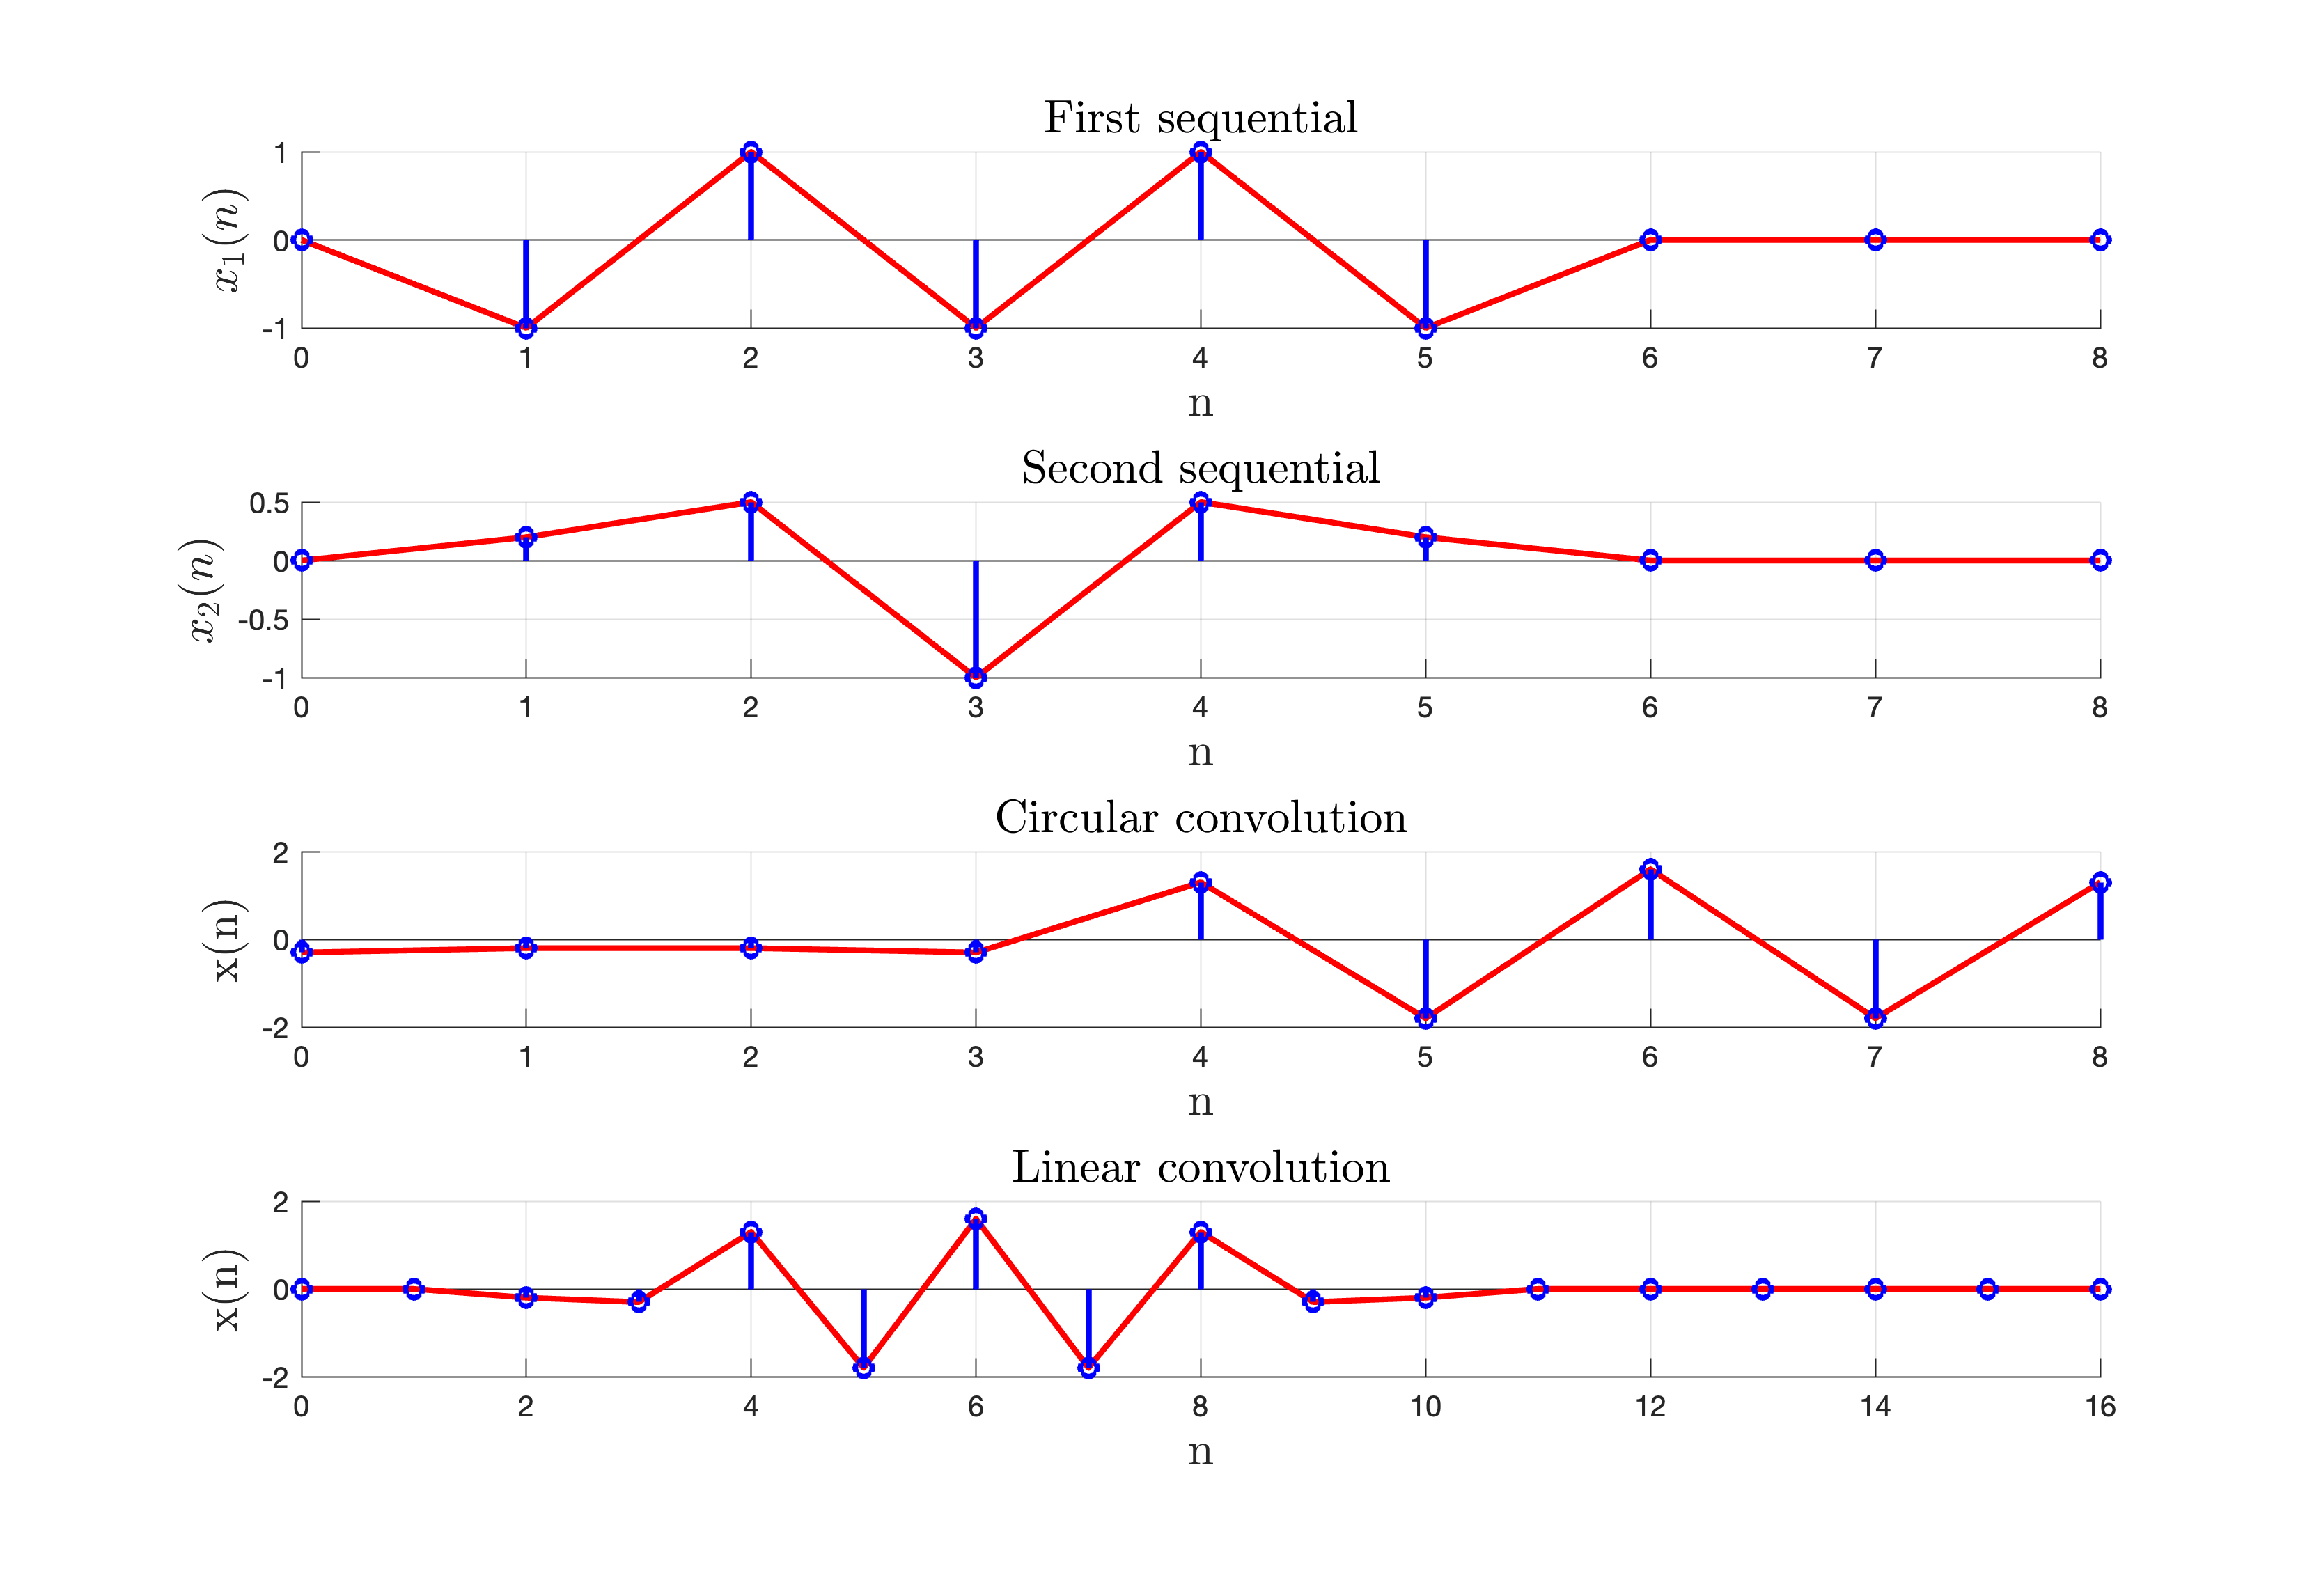 First sequential
1
0
-1
x₁(n)
0 1 2 3 4 5 6 7 8
n
Second sequential
0.5
0
-0.5
-1
x₂(n)
0 1 2 3 4 5 6 7 8
n
Circular convolution
2
0
-2
x(n)
0 1 2 3 4 5 6 7 8
n
Linear convolution
2
0
-2
x(n)
0 2 4 6 8 10 12 14 16
n